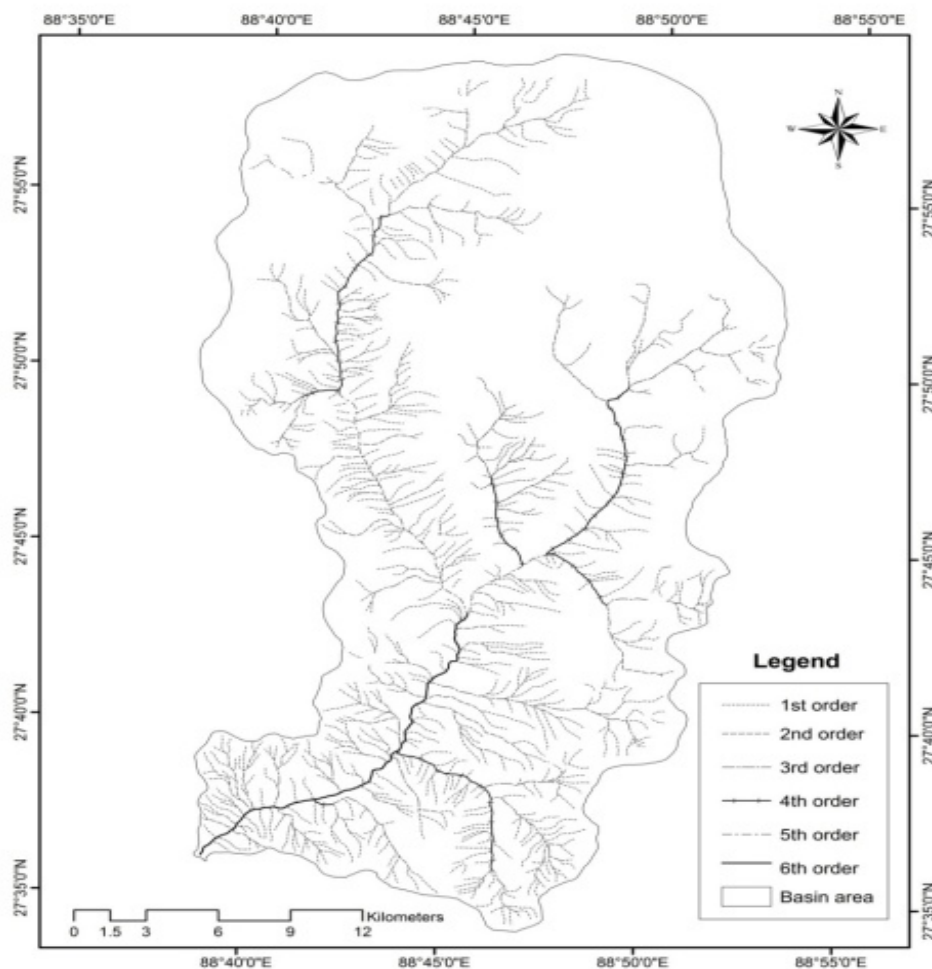 88°35'0"E 88°40'0"E 88°45'0"E 88°50'0"E 88°55'0"E
N
W E
S
27°55'0"N
27°55'0"N
27°50'0"N
27°50'0"N
27°45'0"N
27°45'0"N
Legend
1st order
2nd order
3rd order
4th order
5th order
6th order
Basin area
27°40'0"N
27°40'0"N
27°35'0"N
27°35'0"N
Kilometers
0 1.5 3 6 9 12
88°40'0"E 88°45'0"E 88°50'0"E 88°55'0"E